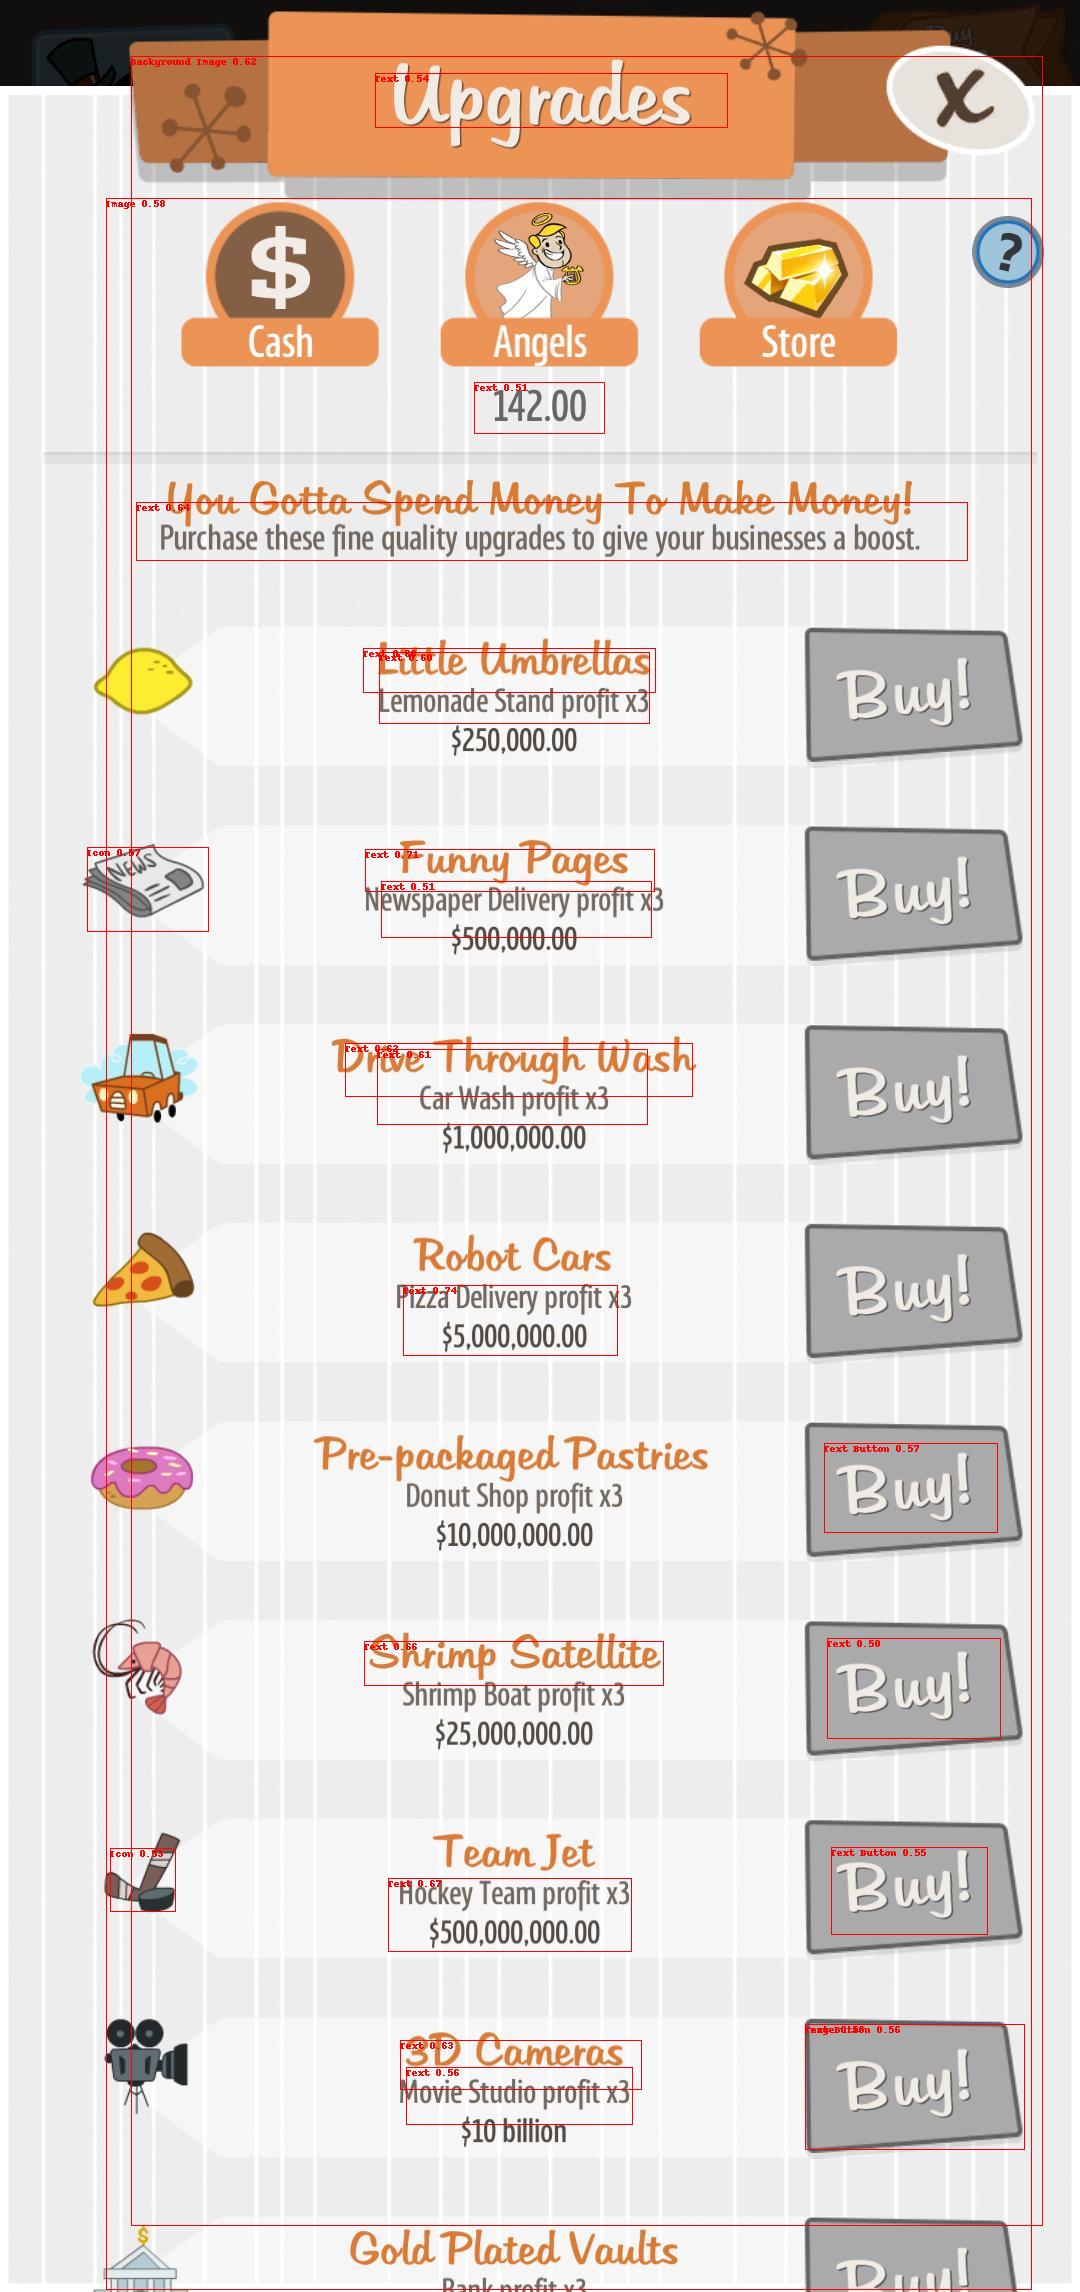 Buy
Upgrades
X
$
?
Cash
Angels
Store
142.00
You Gotta Spend Money To Make Money!
Purchase these fine quality upgrades to give your businesses a boost.
Little Umbrellas
Lemonade Stand profit x3
$250,000.00
Buy!
NEWS
Funny Pages
Newspaper Delivery profit x3
$500,000.00
Buy!
Drive Through Wash
Car Wash profit x3
$1,000,000.00
Buy!
Robot Cars
Pizza Delivery profit x3
$5,000,000.00
Buy!
Pre-packaged Pastries
Donut Shop profit x3
$10,000,000.00
Buy!
Shrimp Satellite
Shrimp Boat profit x3
$25,000,000.00
Buy!
Team Jet
Hockey Team profit x3
$500,000,000.00
Buy!
3D Cameras
Movie Studio profit x3
$10 billion
Buy!
$
Gold Plated Vaults
Bank profit x3
Buy!
Background Image 0.62
Text 0.54
Image 0.58
Text 0.51
Text 0.64
Text 0.60
Icon 0.57
Text 0.71
Text 0.51
Text 0.62
Text 0.61
Text 0.74
Text Button 0.57
Text 0.66
Text 0.50
Icon 0.53
Text 0.67
Text Button 0.55
Text 0.63
Text 0.56